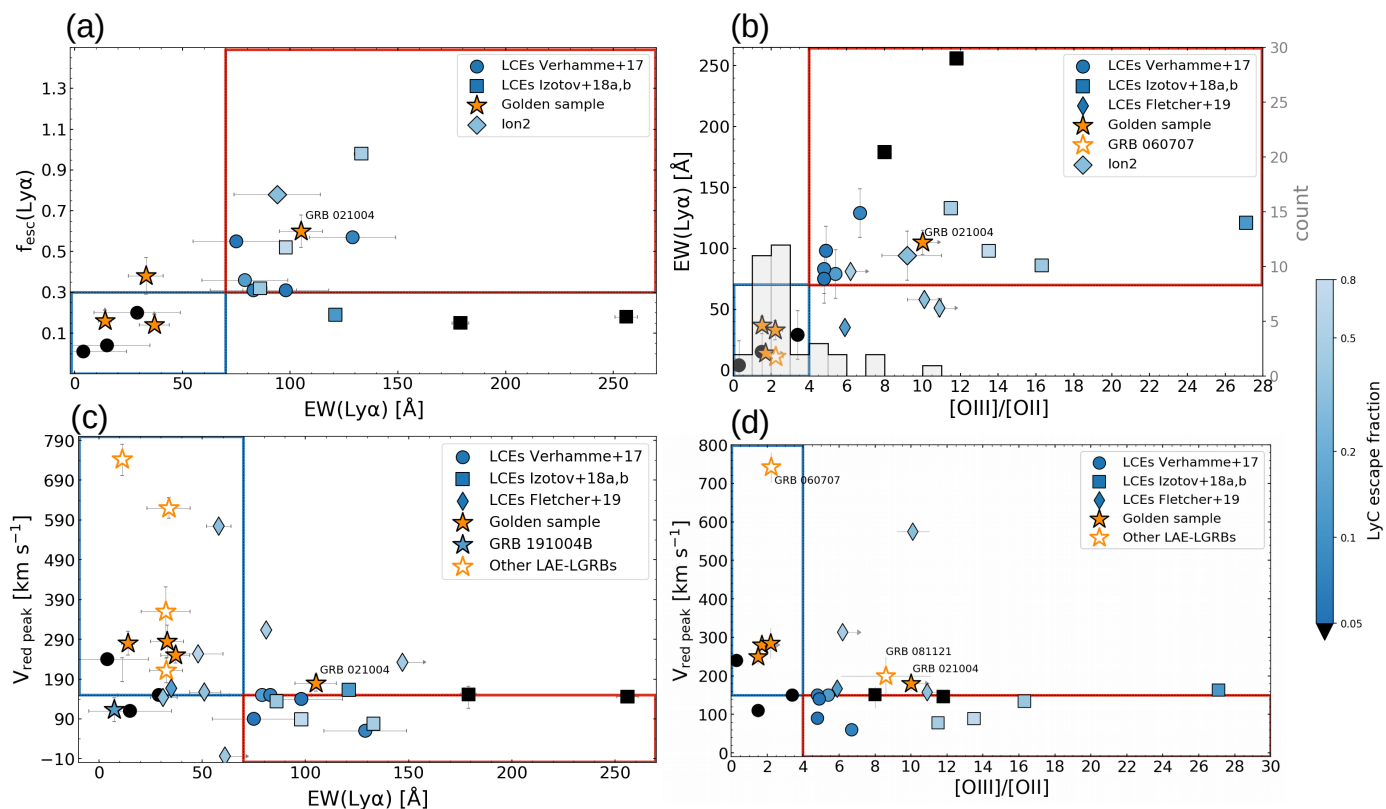 (a)
1.3
1.1
0.9
0.7
0.5
0.3
0.1
fesc(Lyα)
LCEs Verhamme+17
LCEs Izotov+18a,b
Golden sample
Ion2
GRB 021004
0
50
100
150
200
250
EW(Lyα) [Å]
(b)
250
200
150
100
50
0
EW(Lyα) [Å]
LCEs Verhamme+17
LCEs Izotov+18a,b
LCEs Fletcher+19
Golden sample
GRB 060707
Ion2
GRB 021004
30
25
20
15
10
5
0
count
0 2 4 6 8 10 12 14 16 18 20 22 24 26 28
[OIII]/[OII]
(c)
790
690
590
490
390
290
190
90
−10
Vred peak [km s−1]
LCEs Verhamme+17
LCEs Izotov+18a,b
LCEs Fletcher+19
Golden sample
GRB 191004B
Other LAE-LGRBs
GRB 021004
0
50
100
150
200
250
EW(Lyα) [Å]
(d)
800
700
600
500
400
300
200
100
0
Vred peak [km s−1]
LCEs Verhamme+17
LCEs Izotov+18a,b
LCEs Fletcher+19
Golden sample
Other LAE-LGRBs
GRB 060707
GRB 081121
GRB 021004
0 2 4 6 8 10 12 14 16 18 20 22 24 26 28 30
[OIII]/[OII]
0.8
0.5
0.2
0.1
0.05
LyC escape fraction